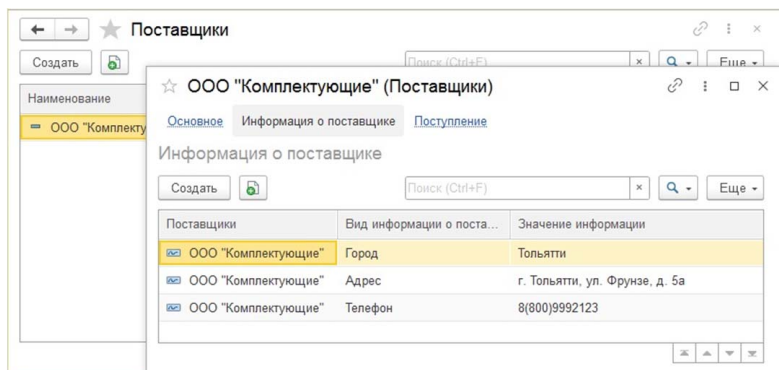 Поставщики
Создать
Поиск (Ctrl+F)
Еще
Наименование
ООО "Комплекту
ООО "Комплектующие" (Поставщики)
Основное Информация о поставщике Поступление
Информация о поставщике
Создать Поиск (Ctrl+F) Еще
Поставщики Вид информации о поста... Значение информации
ООО "Комплектующие" Город Тольятти
ООО "Комплектующие" Адрес г. Тольятти, ул. Фрунзе, д. 5а
ООО "Комплектующие" Телефон 8(800)9992123